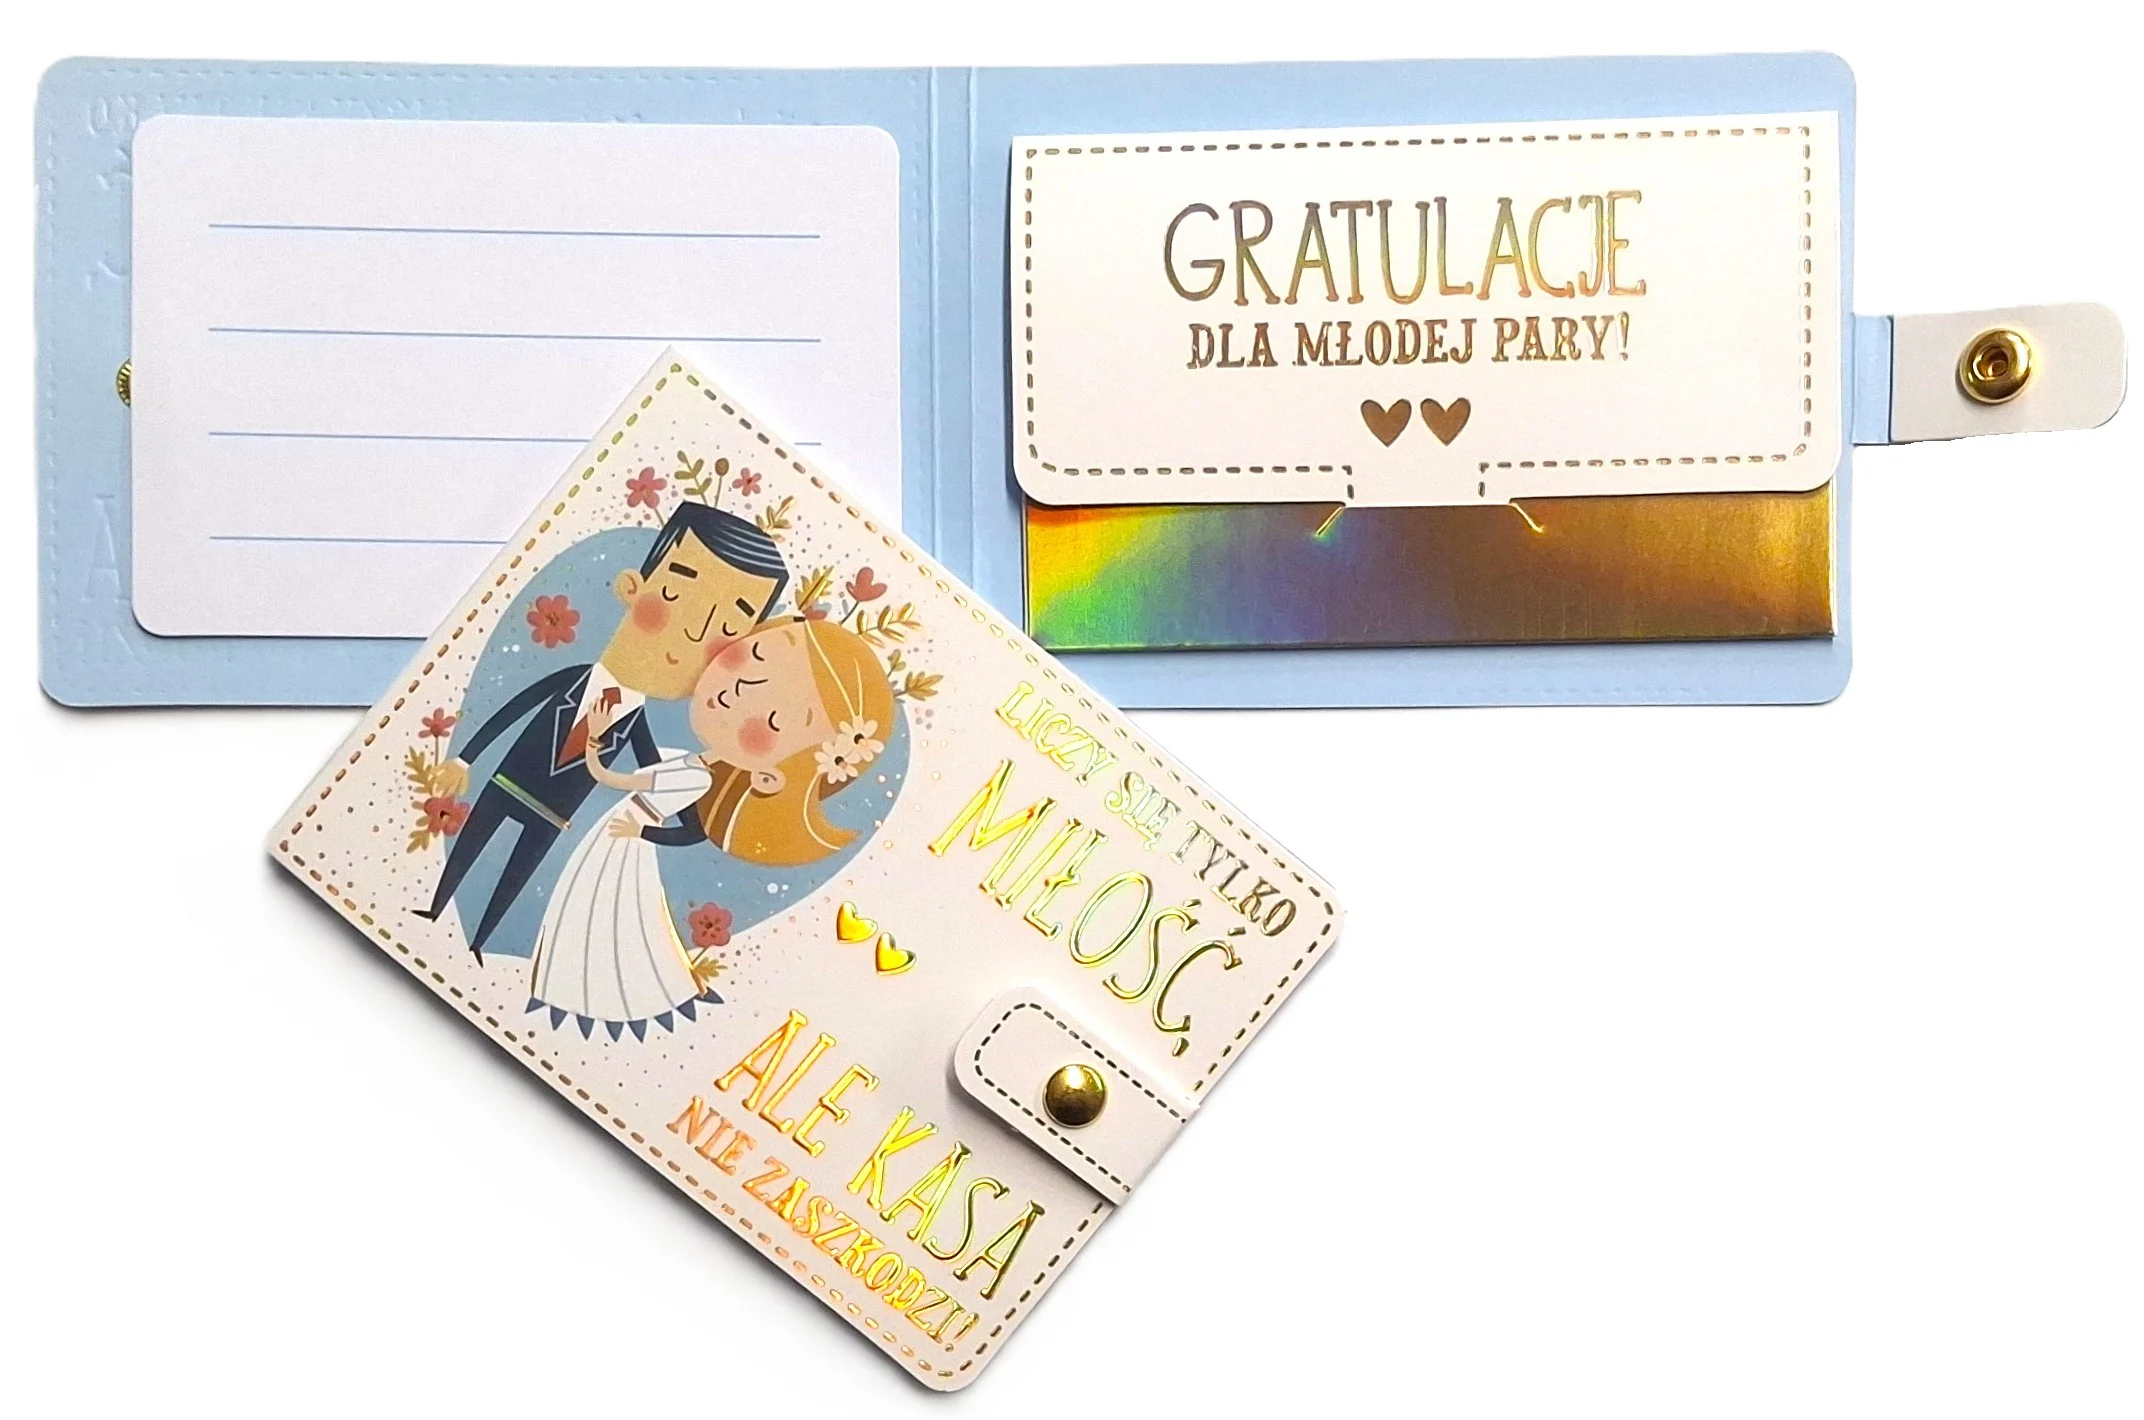 GRATULACJE
DLA MŁODEJ PARY!
LICZY SIĘ TYLKO
MIŁOŚĆ,
ALE KASA
NIE ZASZKODZI!